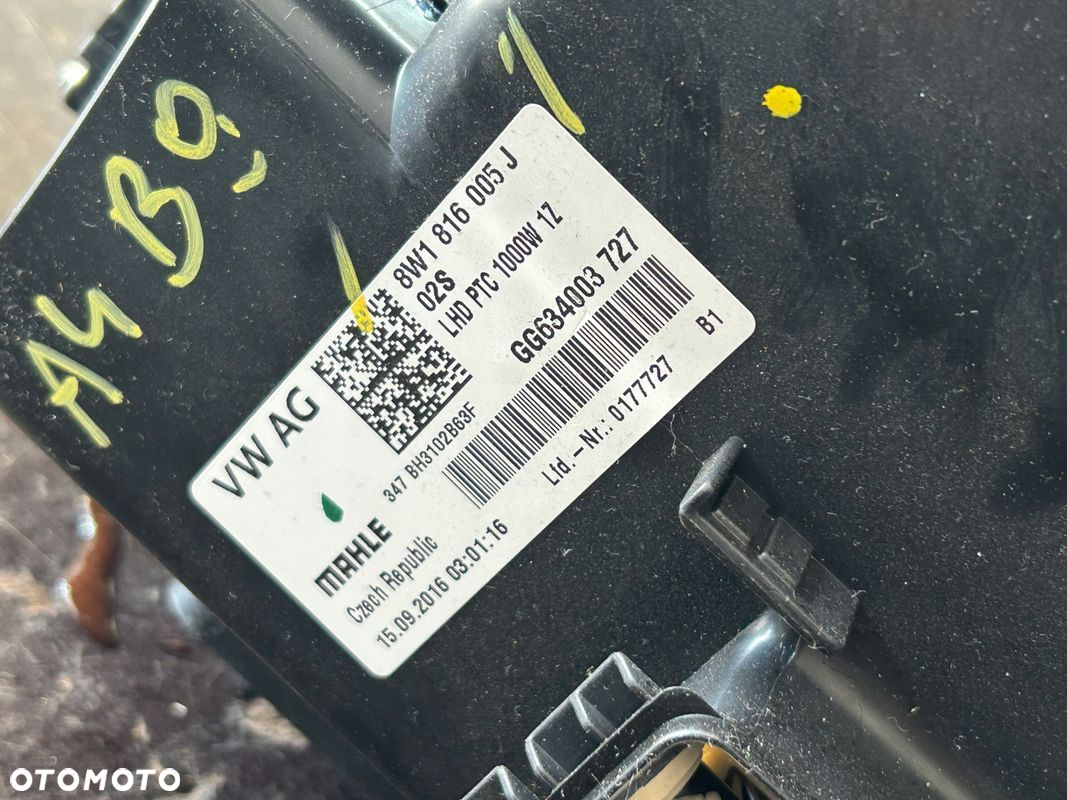 A4 B9
VW AG
8W1 816 005 J
02S
LHD PTC 1000W 1Z
347 BH3102B63F
GG634003 727
MAHLE
Czech Republic
15.09.2016 03:01:16
Lfd.-Nr.: 0177727
B1
OTOMOTO